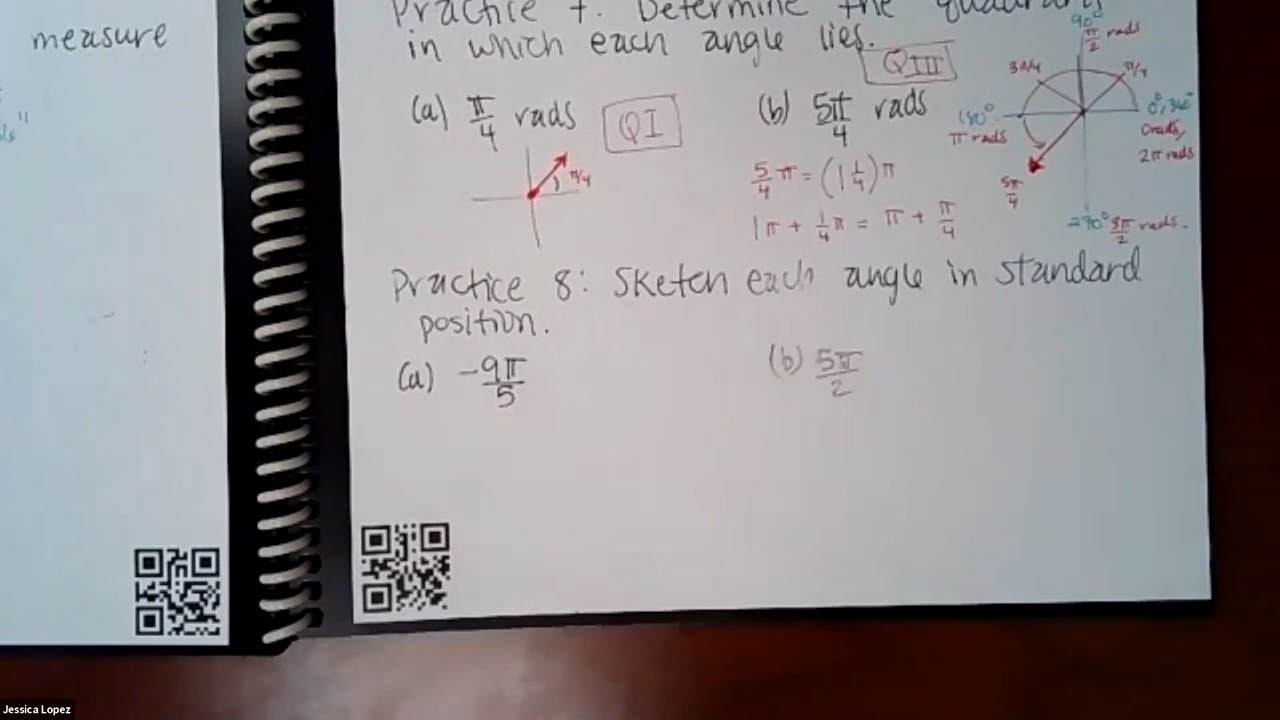 measure
Practice 7: Determine the quadrants
in which each angle lies.
QIII
(a) π/4 rads
QI
(b) 5π/4 rads
π/4
5/4 π = (1 1/4)π
1π + 1/4 π = π + π/4
90°
π/2 rads
3π/4
π/4
180°
π rads
0°, 360°
0 rads,
2π rads
5π/4
270° 3π/2 rads.
Practice 8: Sketch each angle in standard
position.
(a) -9π/5
(b) 5π/2
Jessica Lopez